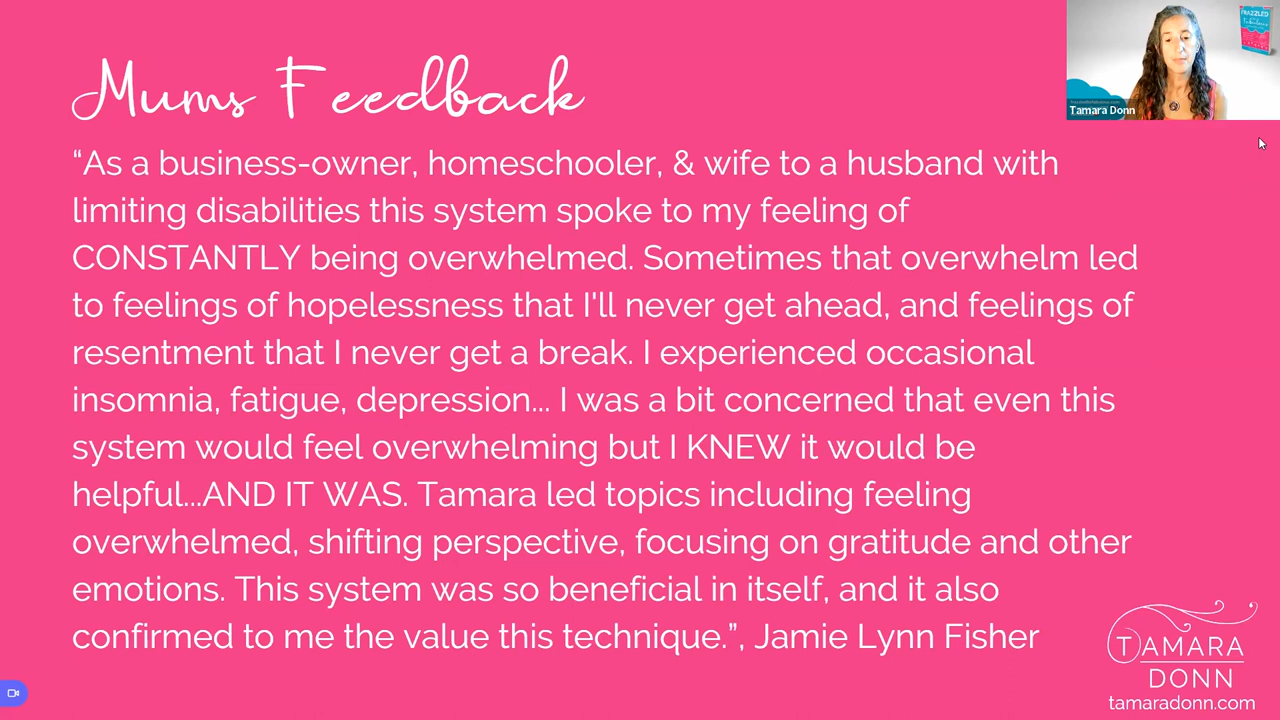 Mums Feedback
“As a business-owner, homeschooler, & wife to a husband with
limiting disabilities this system spoke to my feeling of
CONSTANTLY being overwhelmed. Sometimes that overwhelm led
to feelings of hopelessness that I'll never get ahead, and feelings of
resentment that I never get a break. I experienced occasional
insomnia, fatigue, depression... I was a bit concerned that even this
system would feel overwhelming but I KNEW it would be
helpful...AND IT WAS. Tamara led topics including feeling
overwhelmed, shifting perspective, focusing on gratitude and other
emotions. This system was so beneficial in itself, and it also
confirmed to me the value this technique.”, Jamie Lynn Fisher
FRAZZLED
Tamara Donn
TAMARA
DONN
tamaradonn.com